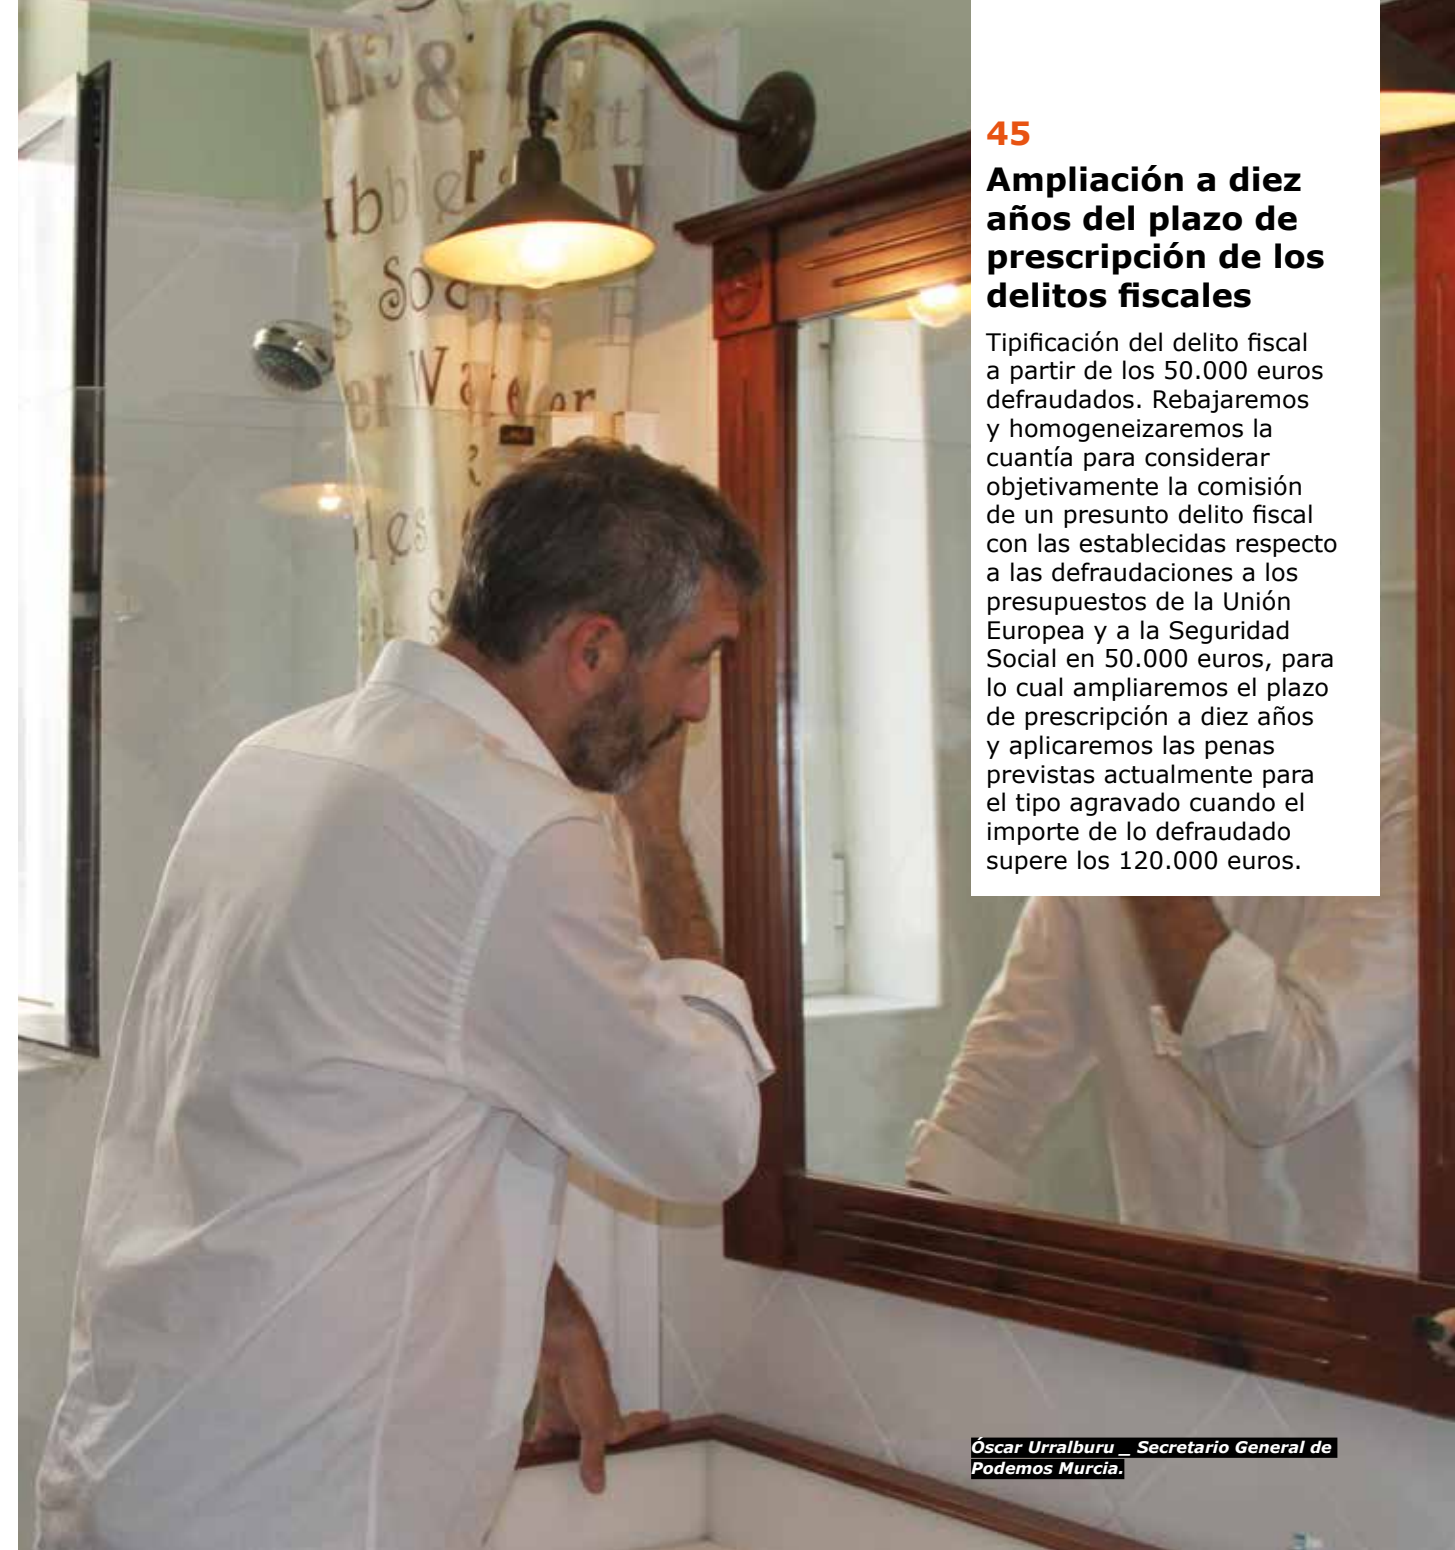 45
Ampliación a diez
años del plazo de
prescripción de los
delitos fiscales
Tipificación del delito fiscal
a partir de los 50.000 euros
defraudados. Rebajaremos
y homogeneizaremos la
cuantía para considerar
objetivamente la comisión
de un presunto delito fiscal
con las establecidas respecto
a las defraudaciones a los
presupuestos de la Unión
Europea y a la Seguridad
Social en 50.000 euros, para
lo cual ampliaremos el plazo
de prescripción a diez años
y aplicaremos las penas
previstas actualmente para
el tipo agravado cuando el
importe de lo defraudado
supere los 120.000 euros.
Óscar Urralburu _ Secretario General de
Podemos Murcia.